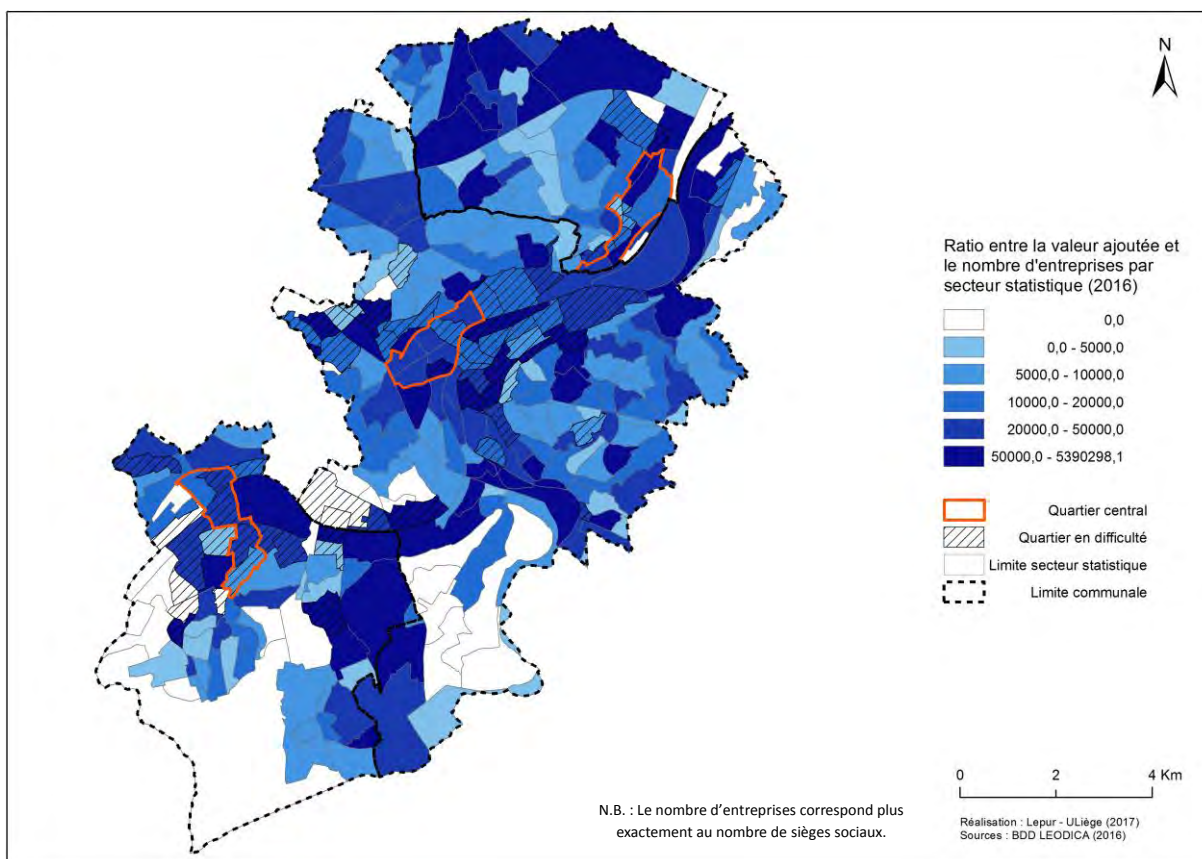 N
Ratio entre la valeur ajoutée et
le nombre d'entreprises par
secteur statistique (2016)
0,0
0,0 - 5000,0
5000,0 - 10000,0
10000,0 - 20000,0
20000,0 - 50000,0
50000,0 - 5390298,1
Quartier central
Quartier en difficulté
Limite secteur statistique
Limite communale
0 2 4 Km
N.B. : Le nombre d’entreprises correspond plus
exactement au nombre de sièges sociaux.
Réalisation : Lepur - ULiège (2017)
Sources : BDD LEODICA (2016)